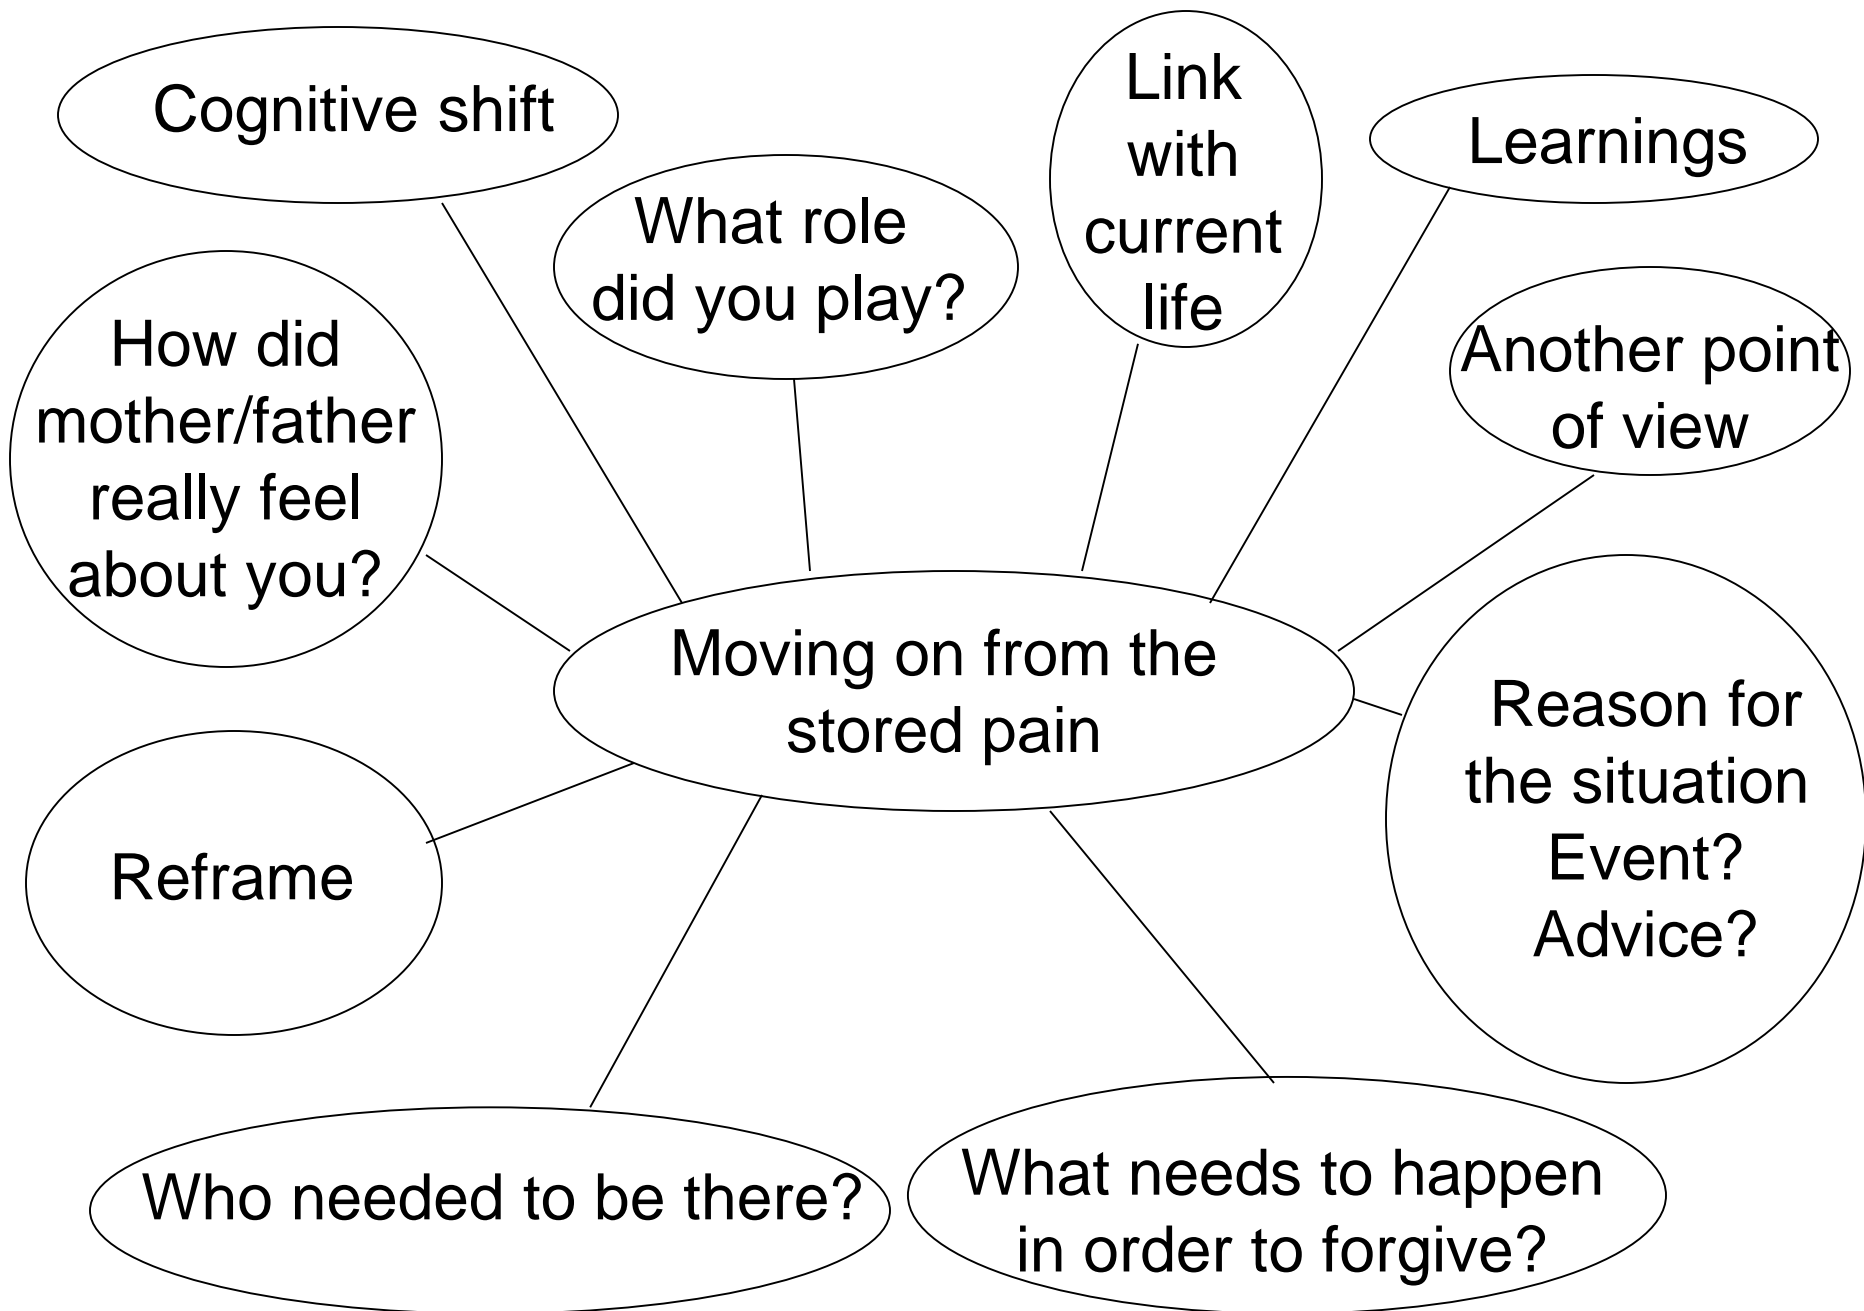 Cognitive shift
What role
did you play?
Link
with
current
life
Learnings
How did
mother/father
really feel
about you?
Another point
of view
Moving on from the
stored pain
Reason for
the situation
Event?
Advice?
Reframe
Who needed to be there?
What needs to happen
in order to forgive?